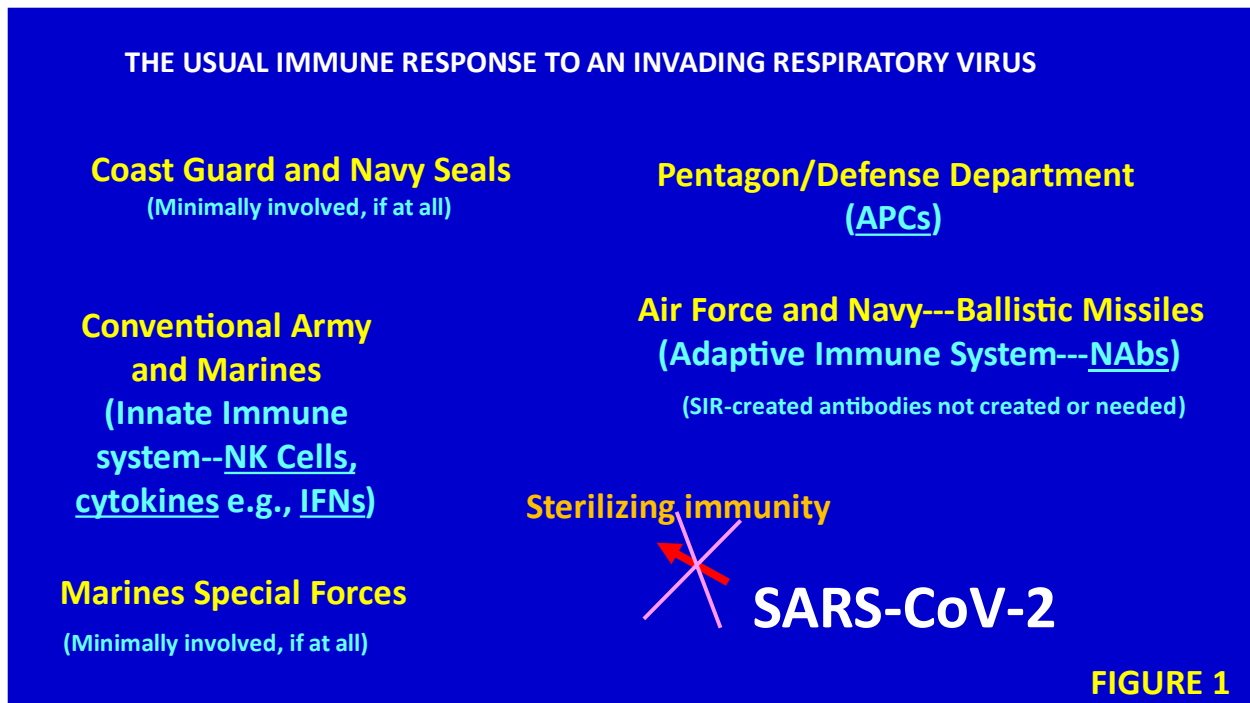 THE USUAL IMMUNE RESPONSE TO AN INVADING RESPIRATORY VIRUS
Coast Guard and Navy Seals
(Minimally involved, if at all)
Pentagon/Defense Department
(APCs)
Conventional Army
and Marines
(Innate Immune
system--NK Cells,
cytokines e.g., IFNs)
Air Force and Navy---Ballistic Missiles
(Adaptive Immune System---NAbs)
(SIR-created antibodies not created or needed)
Sterilizing immunity
SARS-CoV-2
Marines Special Forces
(Minimally involved, if at all)
FIGURE 1